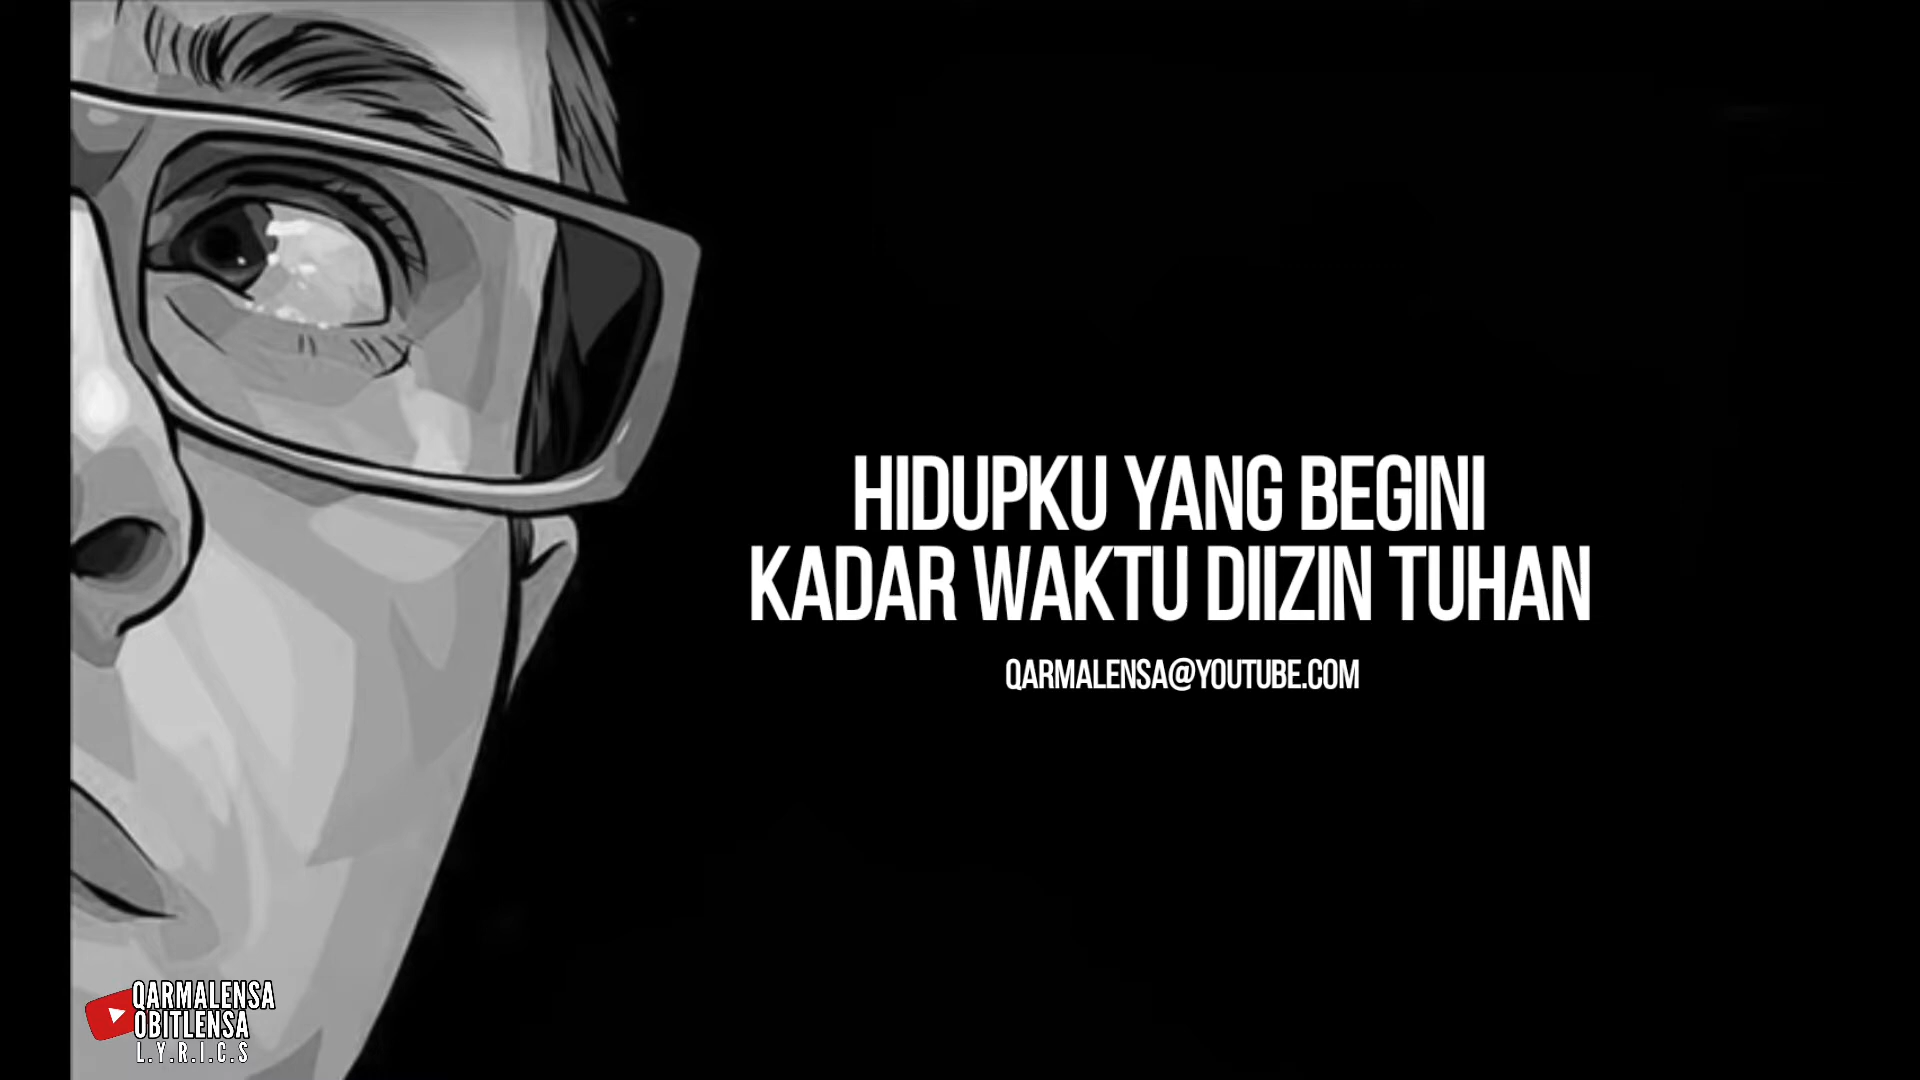 HIDUPKU YANG BEGINI
KADAR WAKTU DIIZIN TUHAN
QARMALENSA@YOUTUBE.COM
QARMALENSA
OBITLENSA
L.Y.R.I.C.S